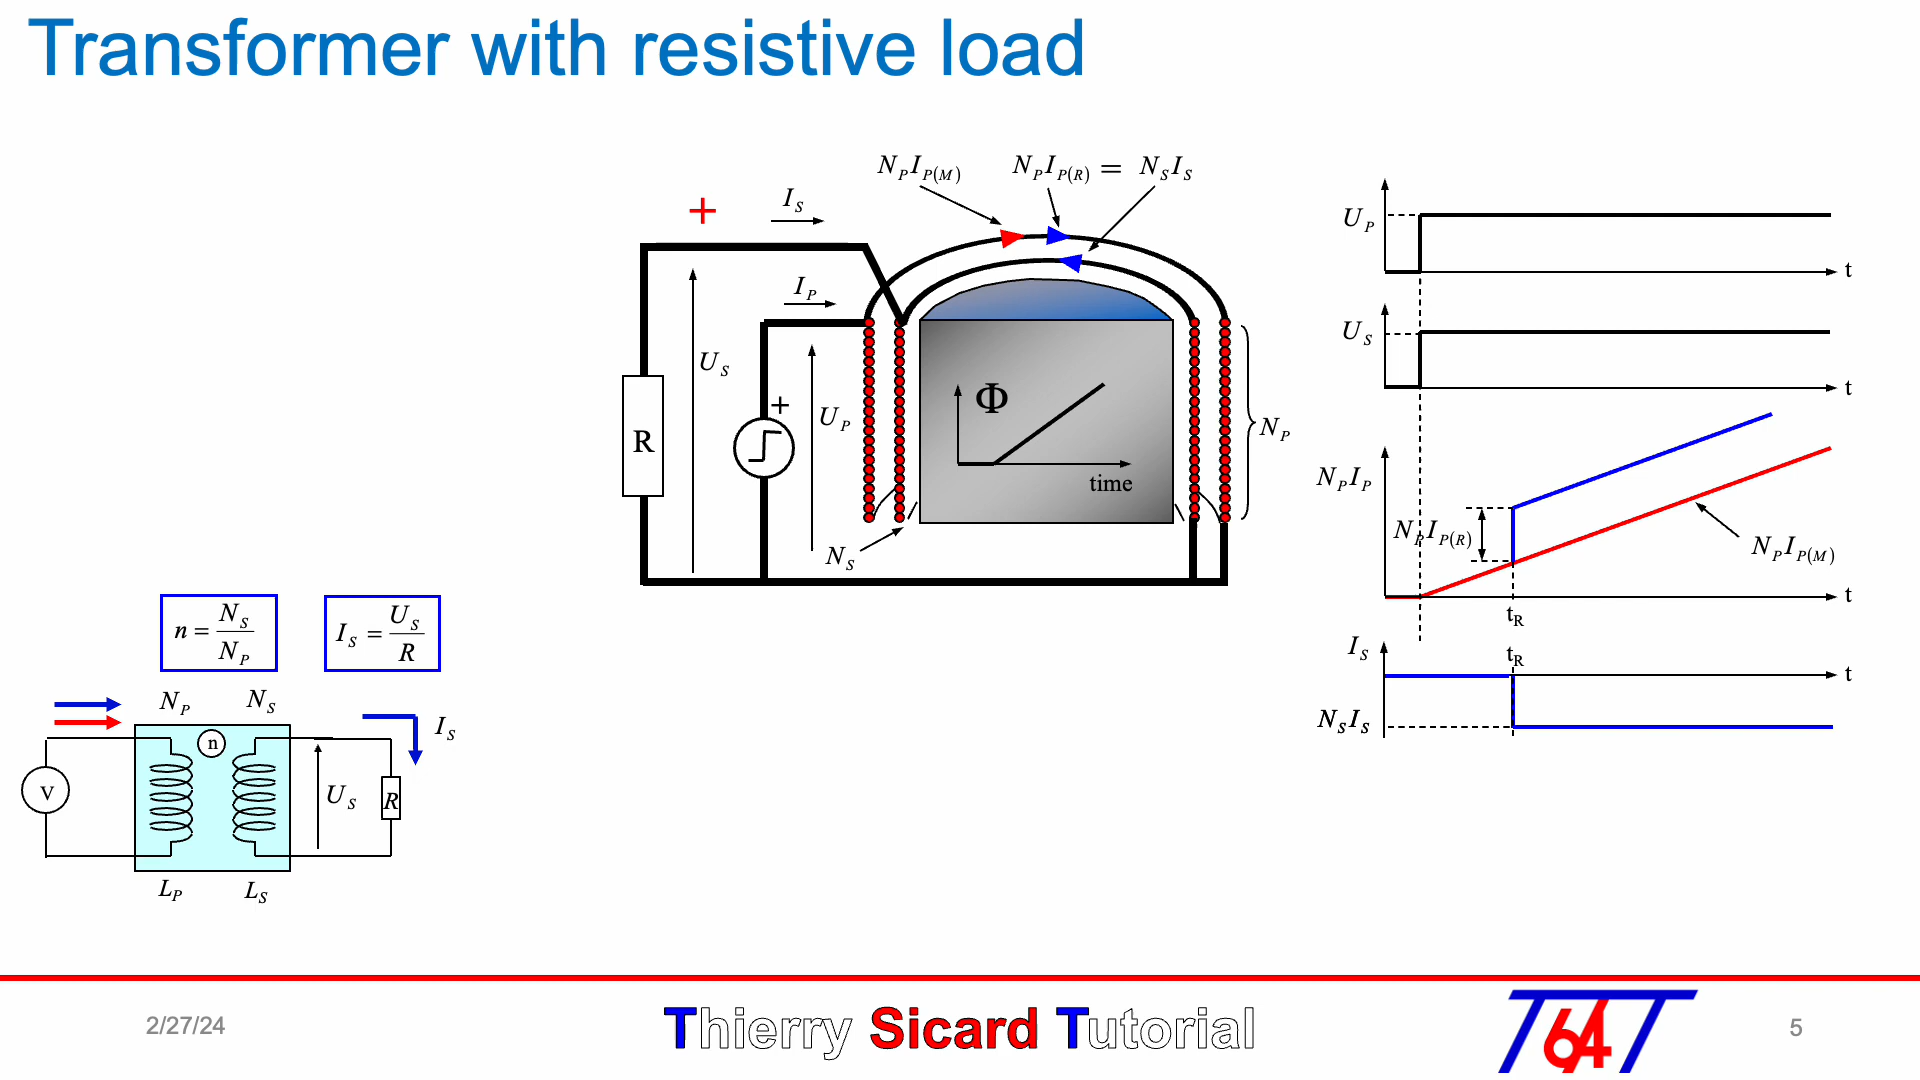 Transformer with resistive load
N_P I_P(M)
N_P I_P(R) = N_S I_S
+
I_S
I_P
U_S
+
U_P
R
Φ
time
N_P
N_S
U_P
t
U_S
t
N_P I_P
N_P I_P(R)
N_P I_P(M)
t
t_R
I_S
t_R
t
N_S I_S
n = N_S / N_P
I_S = U_S / R
N_P
N_S
n
I_S
v
U_S
R
L_P
L_S
2/27/24
Thierry Sicard Tutorial
T64T
5